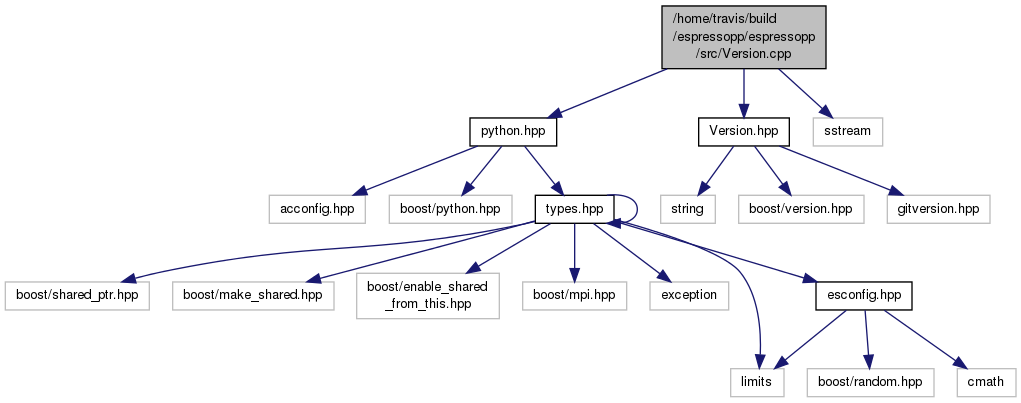 /home/travis/build
/espressopp/espressopp
/src/Version.cpp
python.hpp
Version.hpp
sstream
acconfig.hpp
boost/python.hpp
types.hpp
string
boost/version.hpp
gitversion.hpp
boost/shared_ptr.hpp
boost/make_shared.hpp
boost/enable_shared
_from_this.hpp
boost/mpi.hpp
exception
esconfig.hpp
limits
boost/random.hpp
cmath